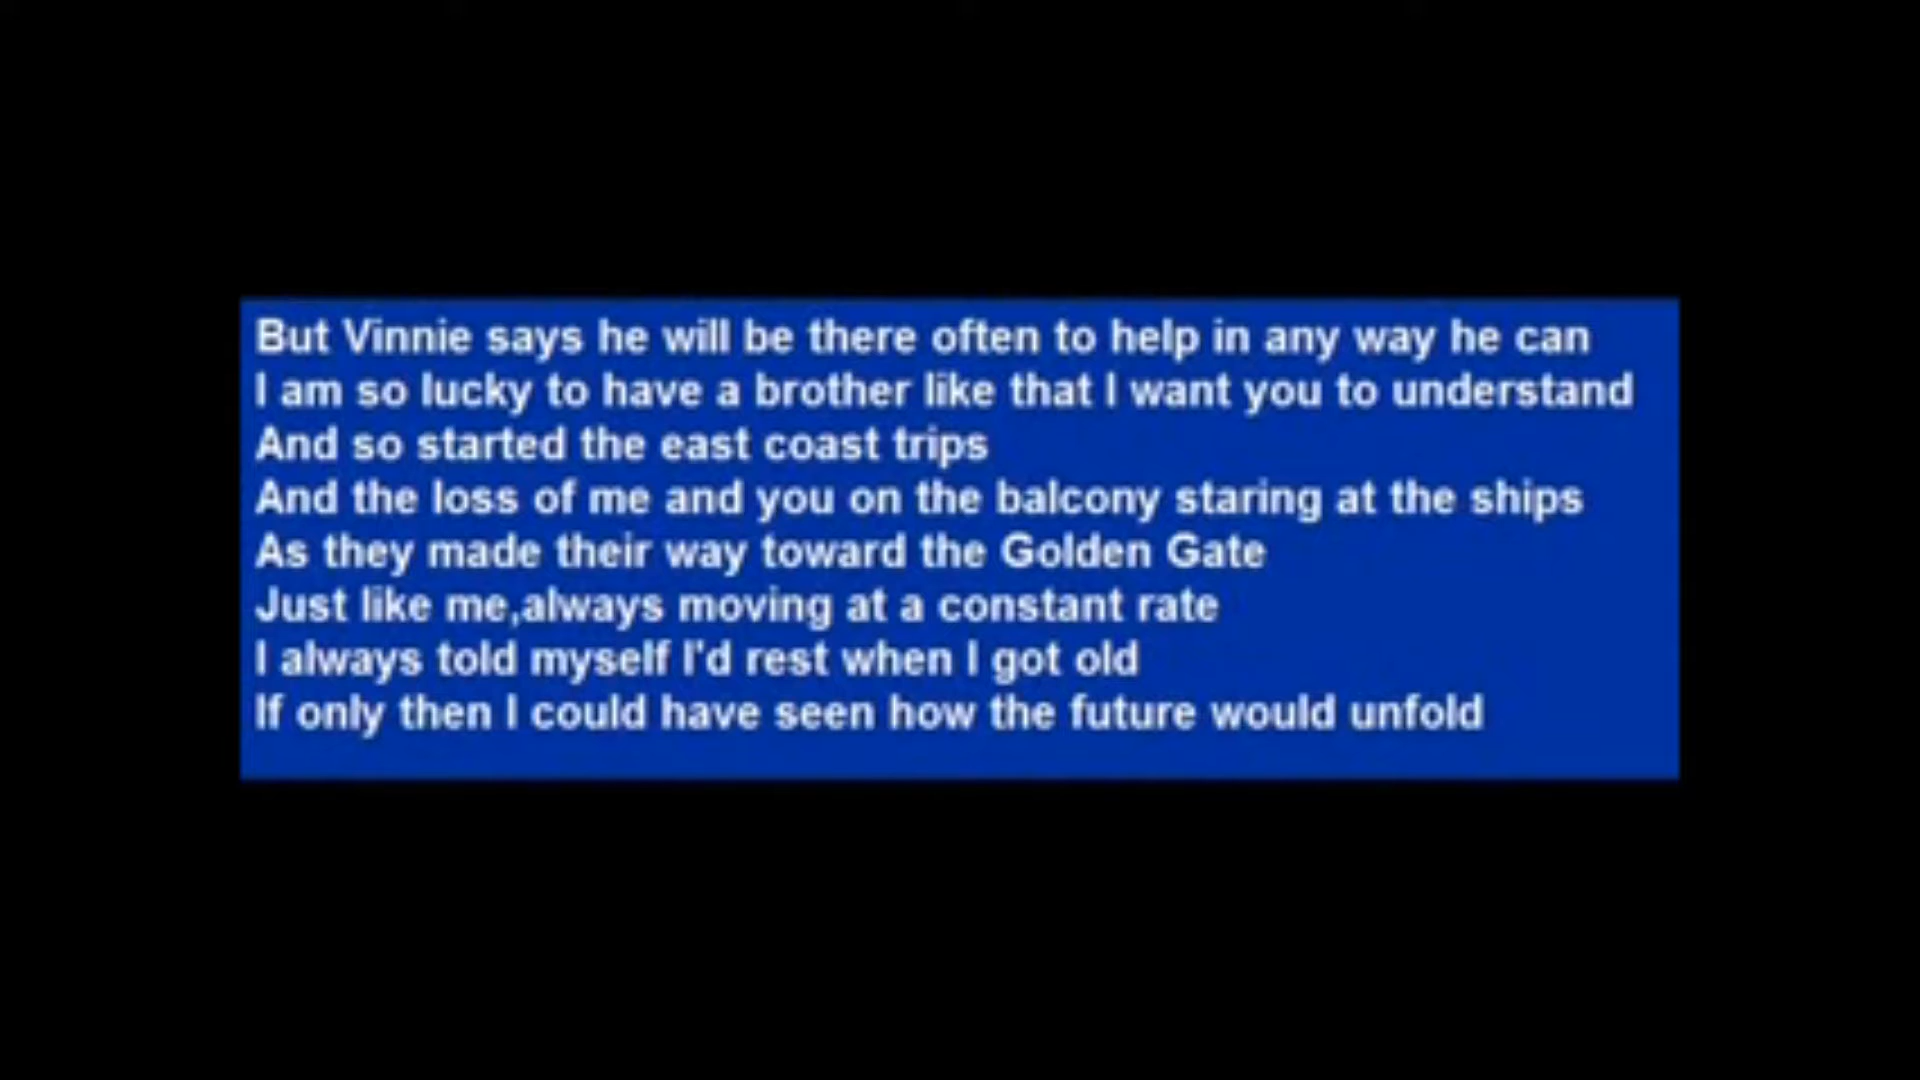 But Vinnie says he will be there often to help in any way he can
I am so lucky to have a brother like that I want you to understand
And so started the east coast trips
And the loss of me and you on the balcony staring at the ships
As they made their way toward the Golden Gate
Just like me,always moving at a constant rate
I always told myself I'd rest when I got old
If only then I could have seen how the future would unfold